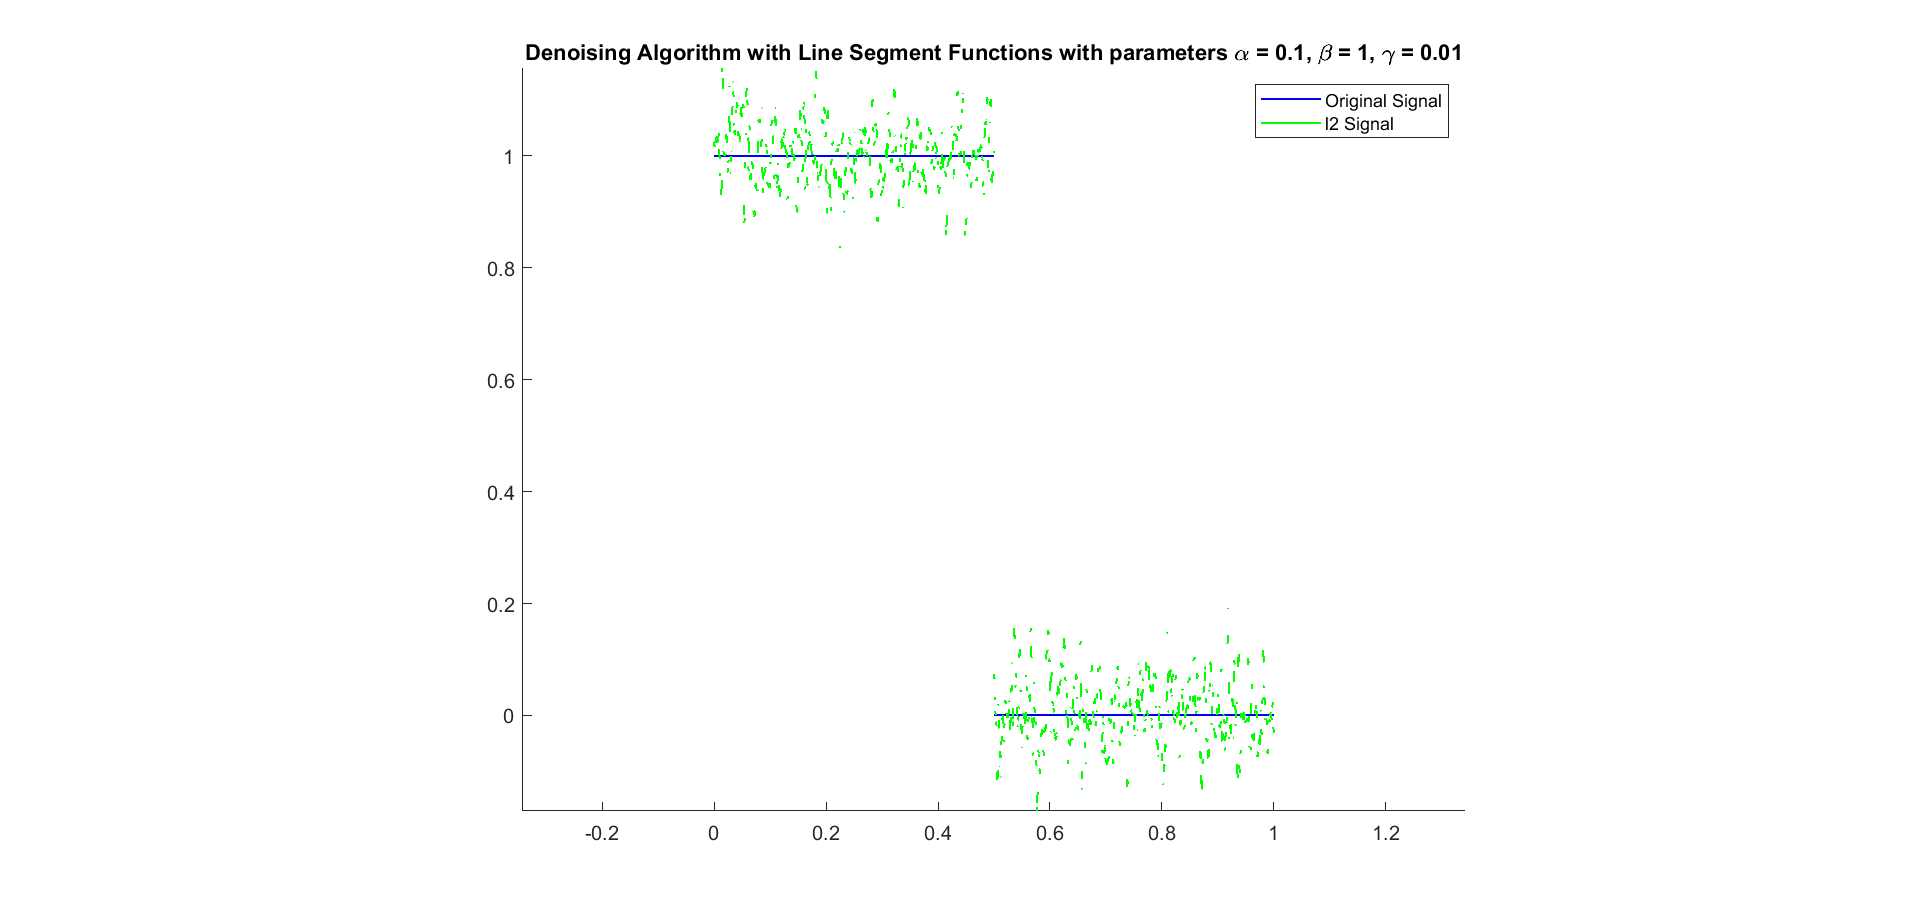 Denoising Algorithm with Line Segment Functions with parameters α = 0.1, β = 1, γ = 0.01
Original Signal
l2 Signal
1
0.8
0.6
0.4
0.2
0
-0.2 0 0.2 0.4 0.6 0.8 1 1.2